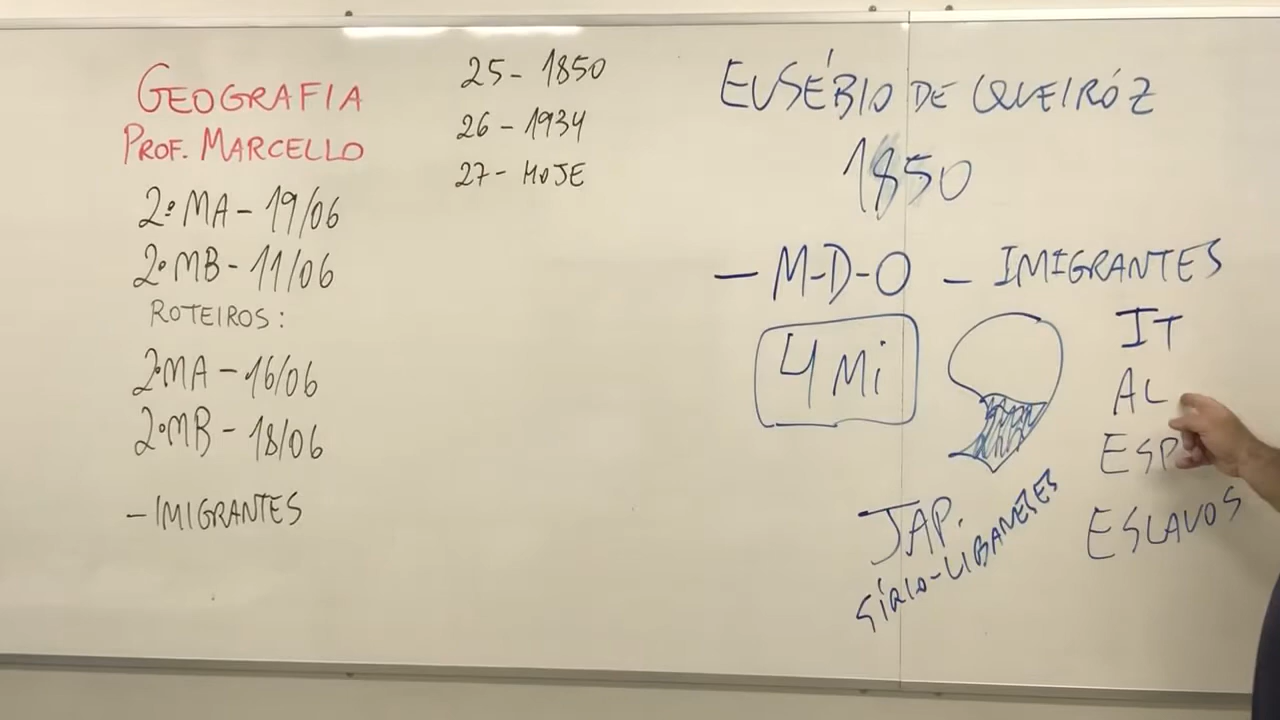 GEOGRAFIA
PROF. MARCELLO
2º MA - 19/06
2º MB - 11/06
ROTEIROS:
2ºMA - 16/06
2ºMB - 18/06
- IMIGRANTES
25 - 1850
26 - 1934
27 - HOJE
EUSÉBIO DE QUEIRÓZ
1850
- M-D-O - IMIGRANTES
4 Mi
IT
AL
ESP
ESLAVOS
JAP.
SÍRIO-LIBANESES